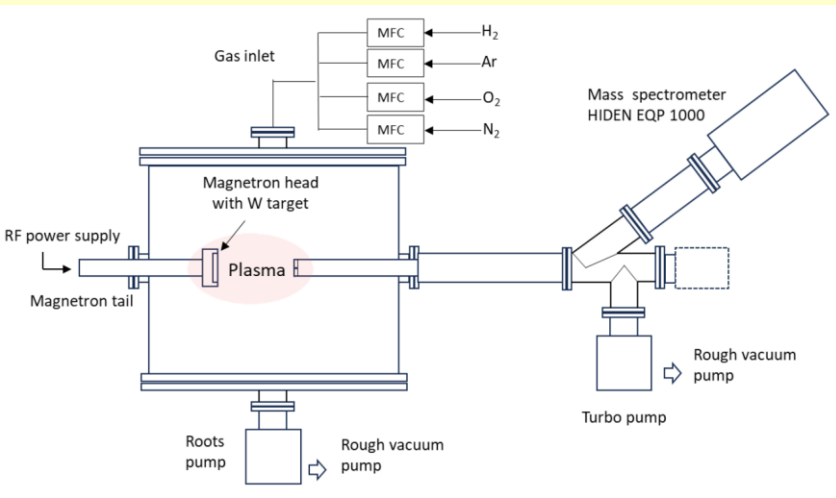 Gas inlet
MFC
H2
MFC
Ar
MFC
O2
MFC
N2
Mass spectrometer
HIDEN EQP 1000
Magnetron head
with W target
RF power supply
Plasma
Magnetron tail
Rough vacuum
pump
Turbo pump
Roots
pump
Rough vacuum
pump